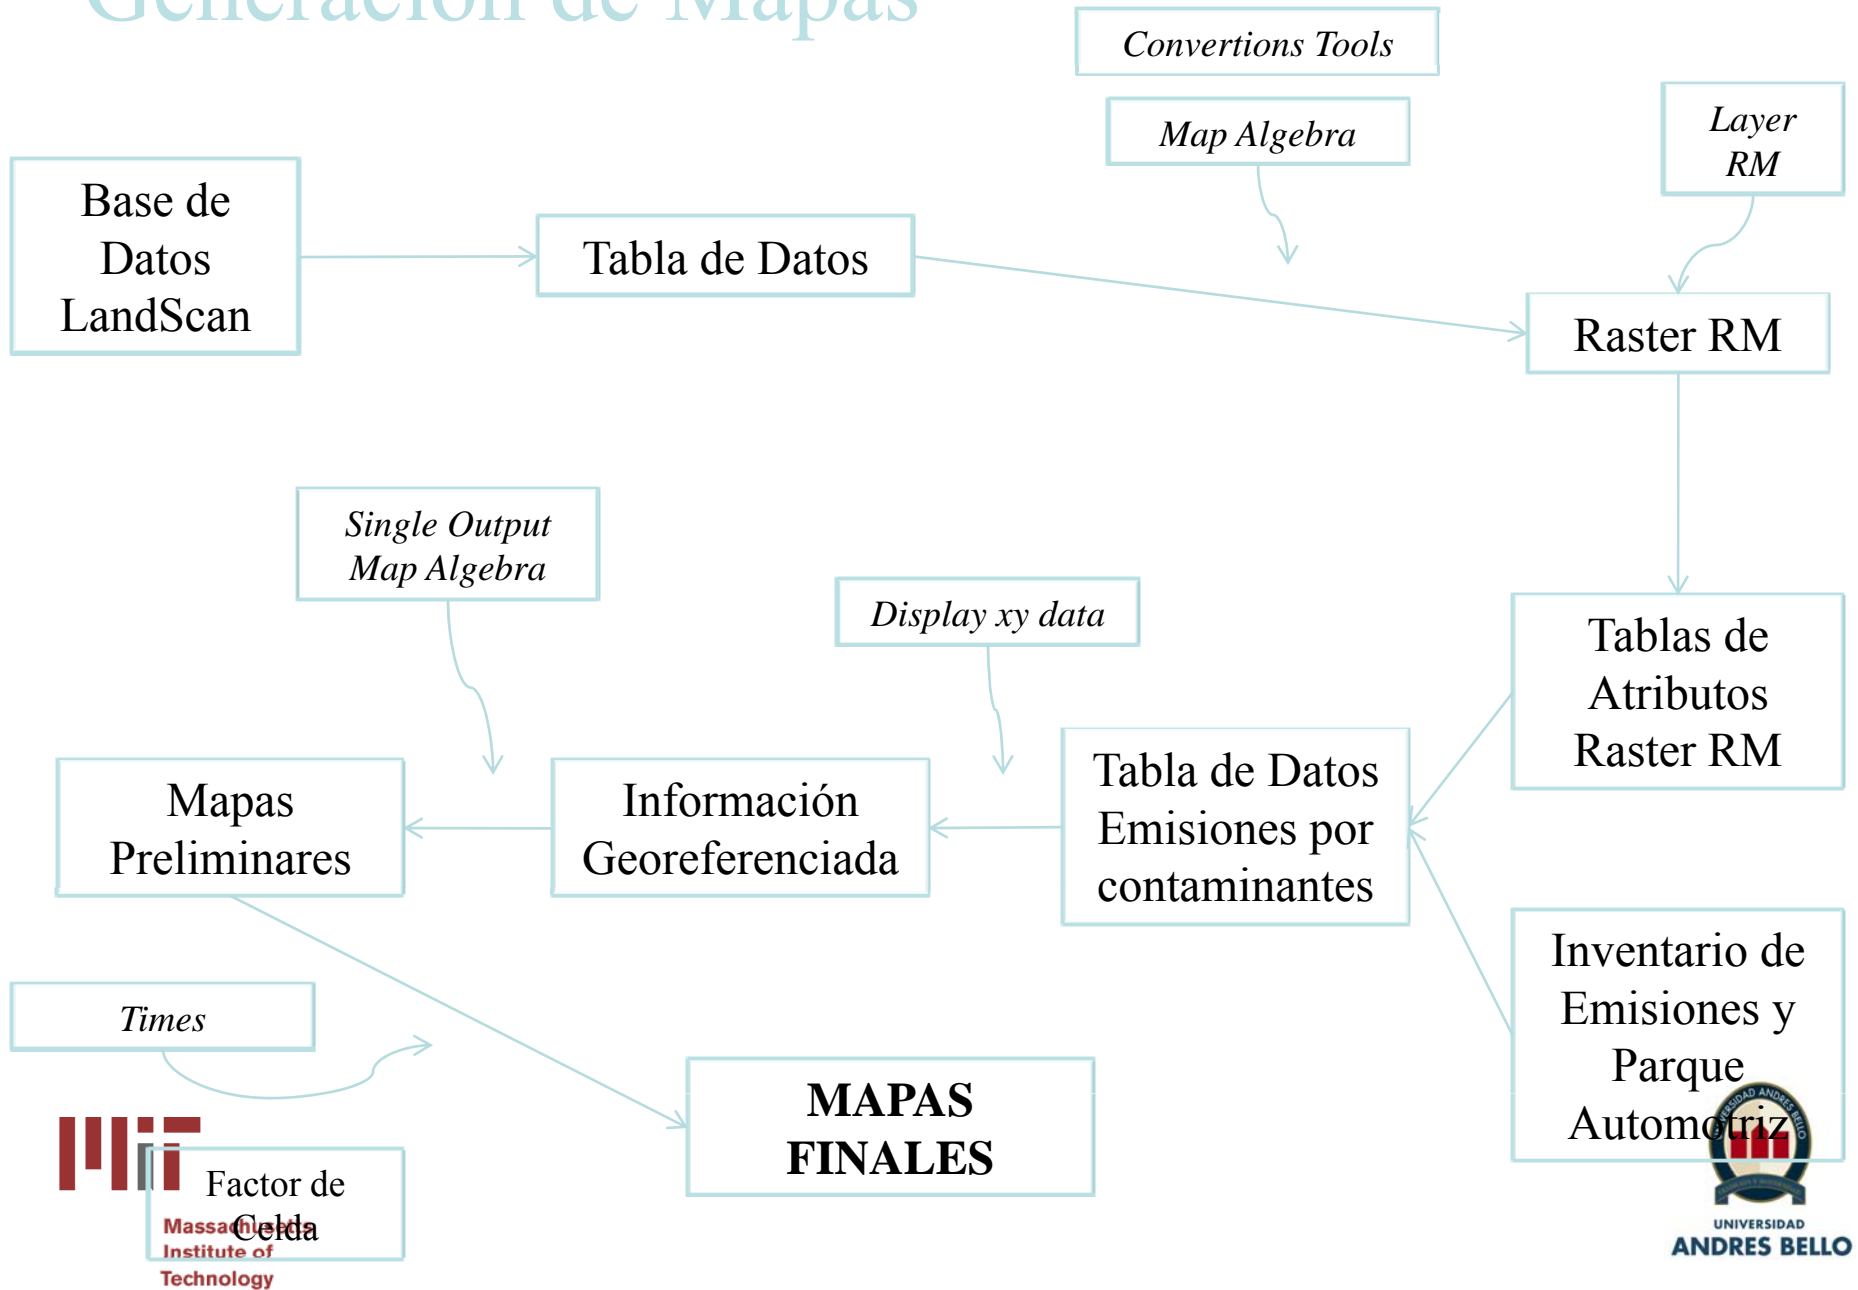 Generación de Mapas
Convertions Tools
Map Algebra
Layer
RM
Base de
Datos
LandScan
Tabla de Datos
Raster RM
Single Output
Map Algebra
Display xy data
Tablas de
Atributos
Raster RM
Mapas
Preliminares
Información
Georeferenciada
Tabla de Datos
Emisiones por
contaminantes
Inventario de
Emisiones y
Parque
Automotriz
Times
MAPAS
FINALES
Factor de
Celda
MIT
Massachusetts
Institute of
Technology
UNIVERSIDAD
ANDRES BELLO